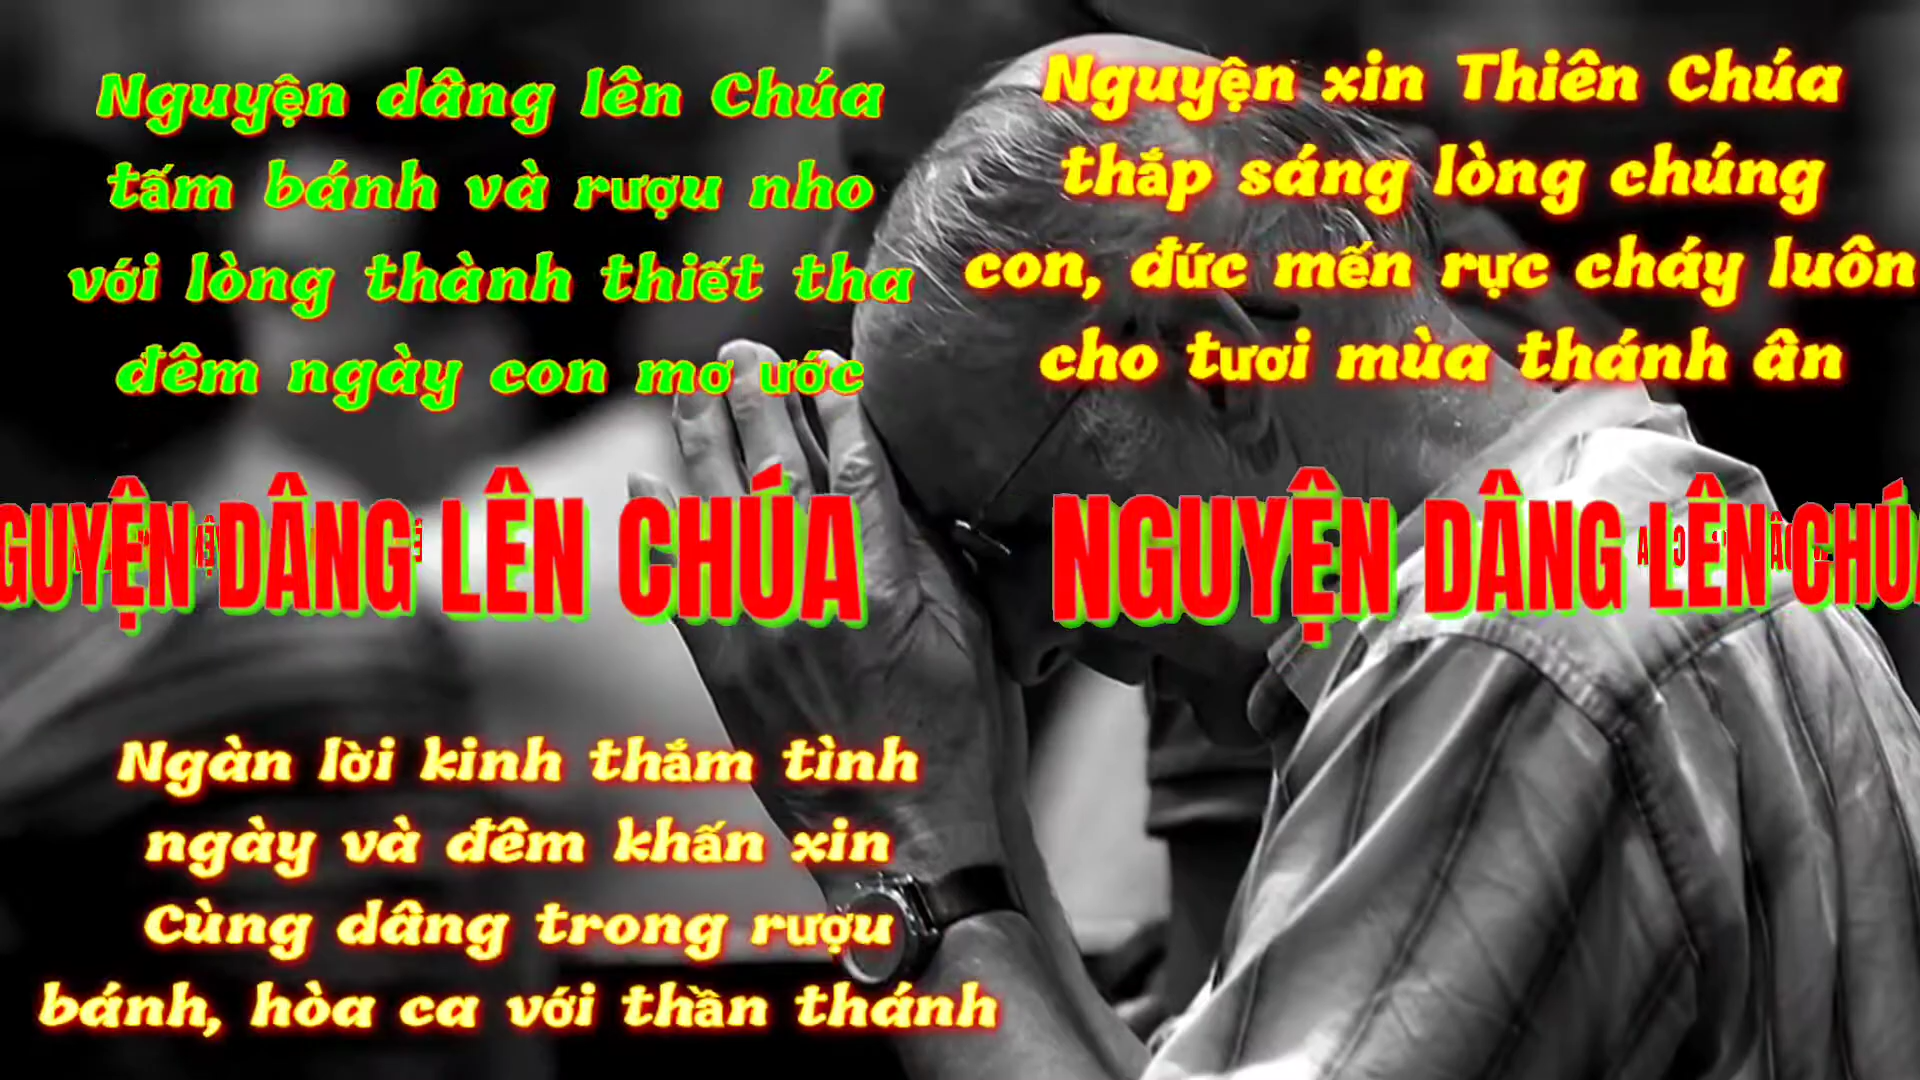 Nguyện dâng lên Chúa
tấm bánh và rượu nho
với lòng thành thiết tha
đêm ngày con mơ ước
Nguyện xin Thiên Chúa
thắp sáng lòng chúng
con, đức mến rực cháy luôn
cho tươi mùa thánh ân
GUYỆN DÂNG LÊN CHÚA
NGUYỆN DÂNG LÊN CHÚA
Ngàn lời kinh thắm tình
ngày và đêm khấn xin
Cùng dâng trong rượu
bánh, hòa ca với thần thánh